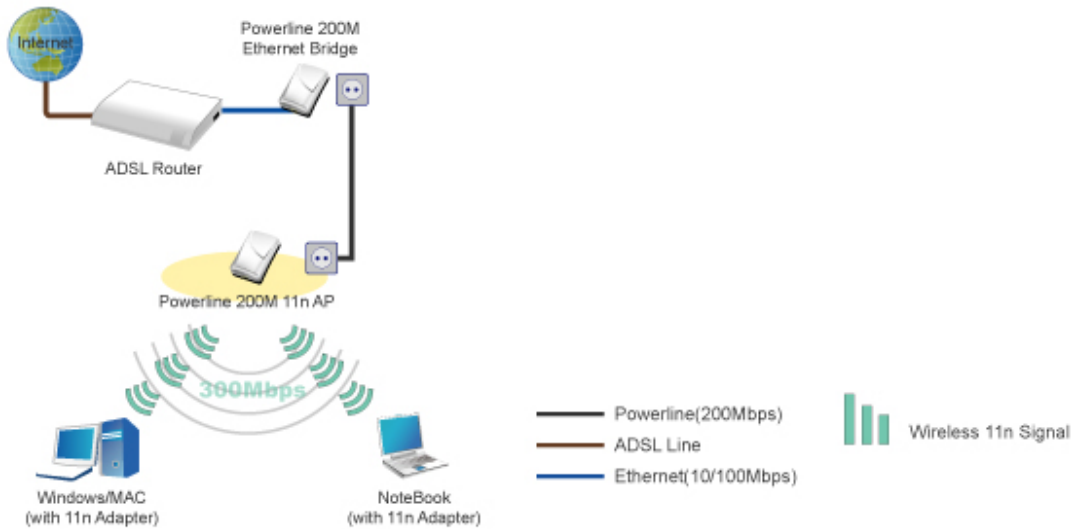 Powerline 200M
Ethernet Bridge
Internet
ADSL Router
Powerline 200M 11n AP
300Mbps
Windows/MAC
(with 11n Adapter)
NoteBook
(with 11n Adapter)
Powerline(200Mbps)
ADSL Line
Ethernet(10/100Mbps)
Wireless 11n Signal